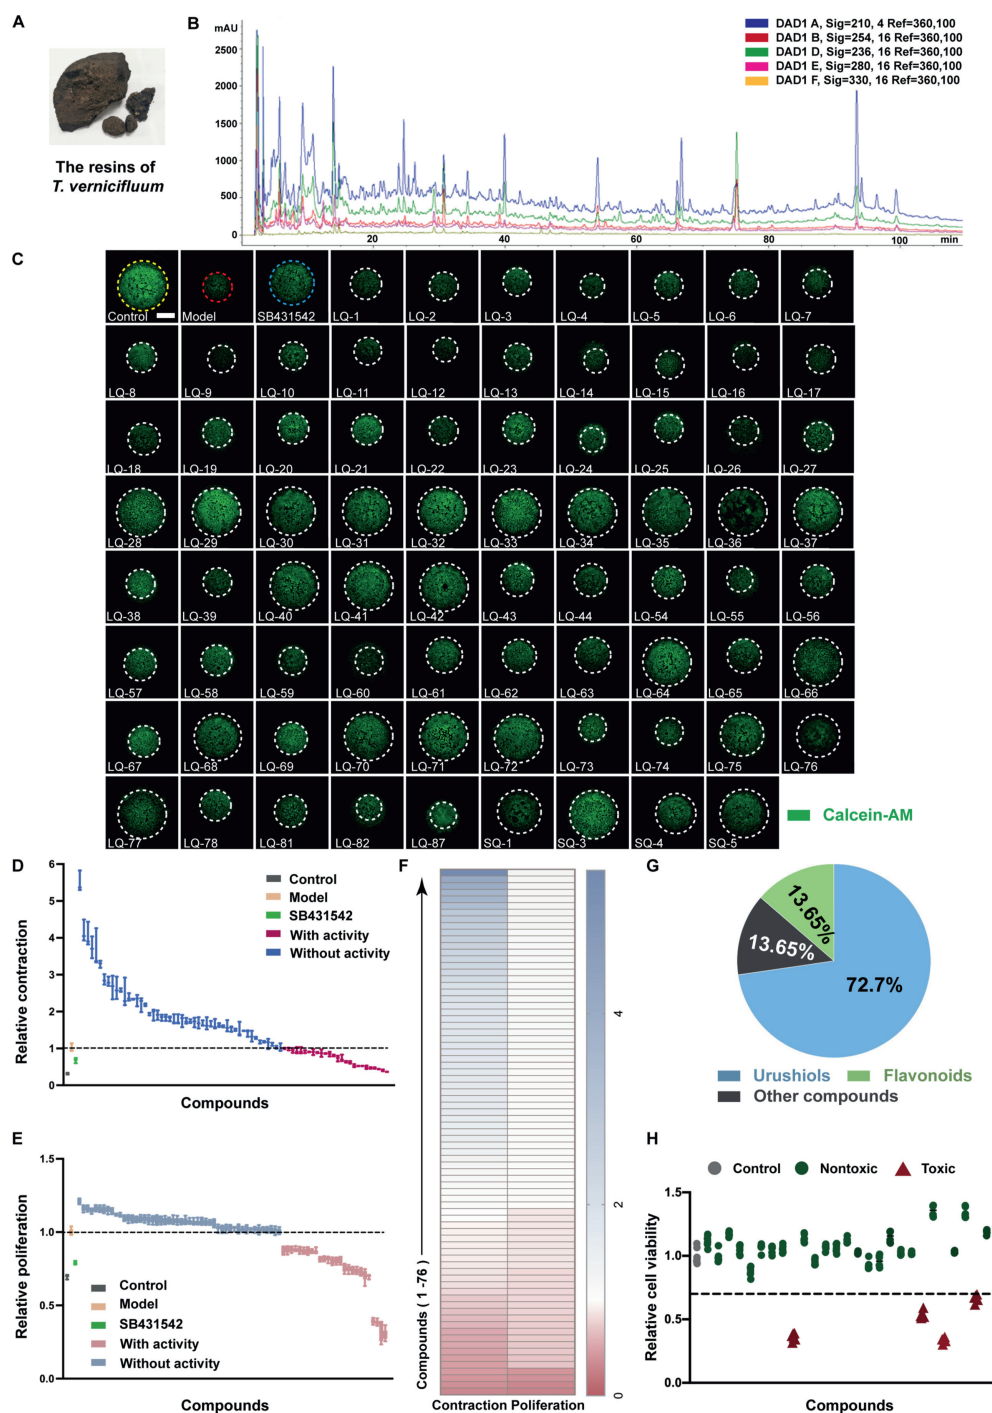 A
The resins of
T. vernicifluum
B
mAU
2500
2000
1500
1000
500
0
20
40
60
80
100
min
DAD1 A, Sig=210, 4 Ref=360,100
DAD1 B, Sig=254, 16 Ref=360,100
DAD1 D, Sig=236, 16 Ref=360,100
DAD1 E, Sig=280, 16 Ref=360,100
DAD1 F, Sig=330, 16 Ref=360,100
C
Control Model SB431542 LQ-1 LQ-2 LQ-3 LQ-4 LQ-5 LQ-6 LQ-7
LQ-8 LQ-9 LQ-10 LQ-11 LQ-12 LQ-13 LQ-14 LQ-15 LQ-16 LQ-17
LQ-18 LQ-19 LQ-20 LQ-21 LQ-22 LQ-23 LQ-24 LQ-25 LQ-26 LQ-27
LQ-28 LQ-29 LQ-30 LQ-31 LQ-32 LQ-33 LQ-34 LQ-35 LQ-36 LQ-37
LQ-38 LQ-39 LQ-40 LQ-41 LQ-42 LQ-43 LQ-44 LQ-54 LQ-55 LQ-56
LQ-57 LQ-58 LQ-59 LQ-60 LQ-61 LQ-62 LQ-63 LQ-64 LQ-65 LQ-66
LQ-67 LQ-68 LQ-69 LQ-70 LQ-71 LQ-72 LQ-73 LQ-74 LQ-75 LQ-76
LQ-77 LQ-78 LQ-81 LQ-82 LQ-87 SQ-1 SQ-3 SQ-4 SQ-5
Calcein-AM
D
Relative contraction
6
5
4
3
2
1
0
Control
Model
SB431542
With activity
Without activity
Compounds
E
Relative poliferation
1.5
1.0
0.5
0.0
Control
Model
SB431542
With activity
Without activity
Compounds
F
Compounds ( 1 -76)
Contraction Poliferation
4
2
0
G
13.65%
13.65%
72.7%
Urushiols Flavonoids
Other compounds
H
Control Nontoxic Toxic
Relative cell viability
1.5
1.0
0.5
0.0
Compounds